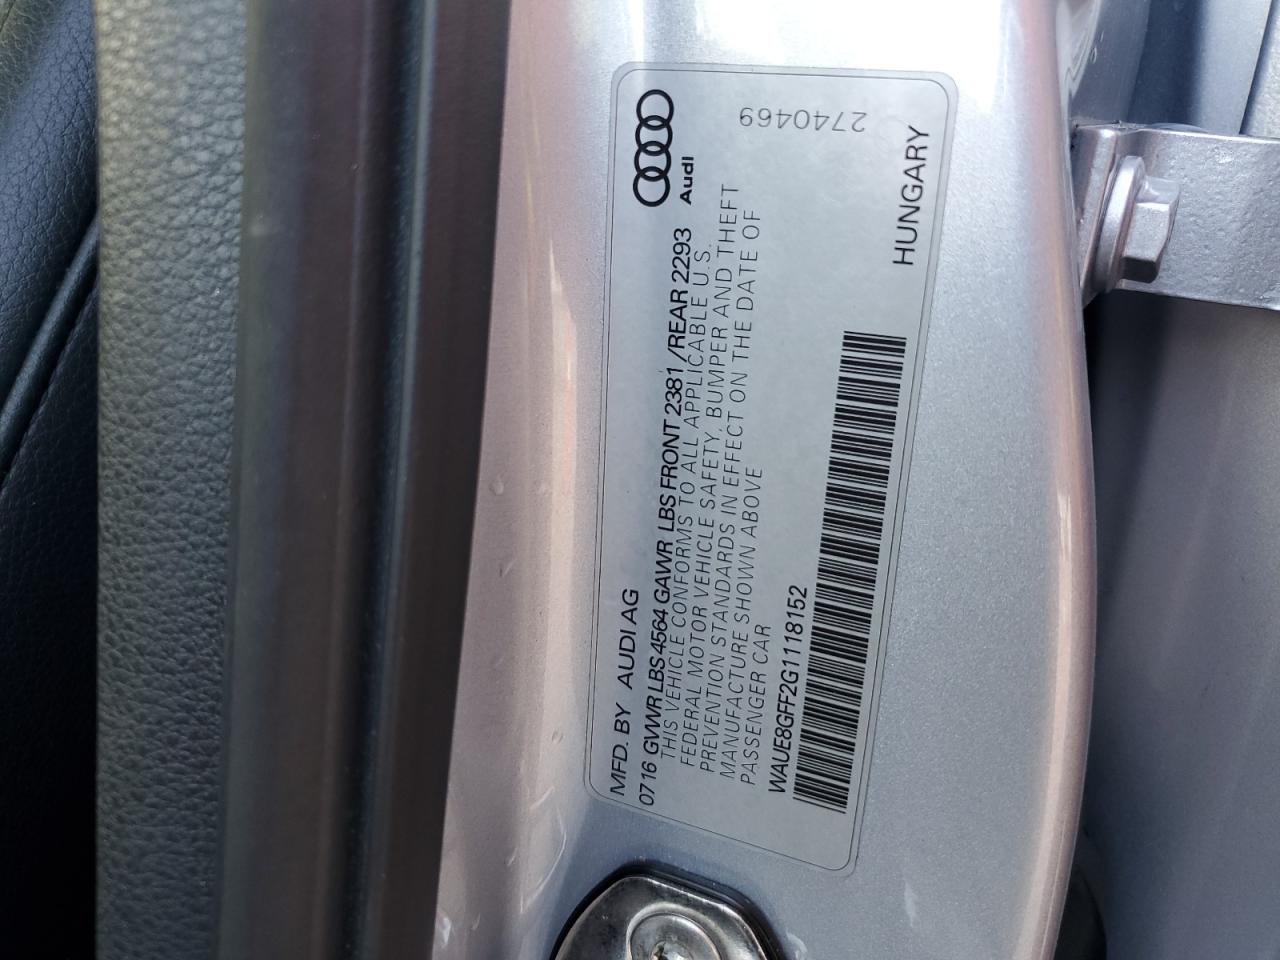 Audi
2740469
MFD. BY AUDI AG
07 16 GVWR LBS 4564 GAWR LBS FRONT 2381 /REAR 2293
THIS VEHICLE CONFORMS TO ALL APPLICABLE U.S.
FEDERAL MOTOR VEHICLE SAFETY, BUMPER AND THEFT
PREVENTION STANDARDS IN EFFECT ON THE DATE OF
MANUFACTURE SHOWN ABOVE
PASSENGER CAR
WAUE8GFF2G1118152
HUNGARY